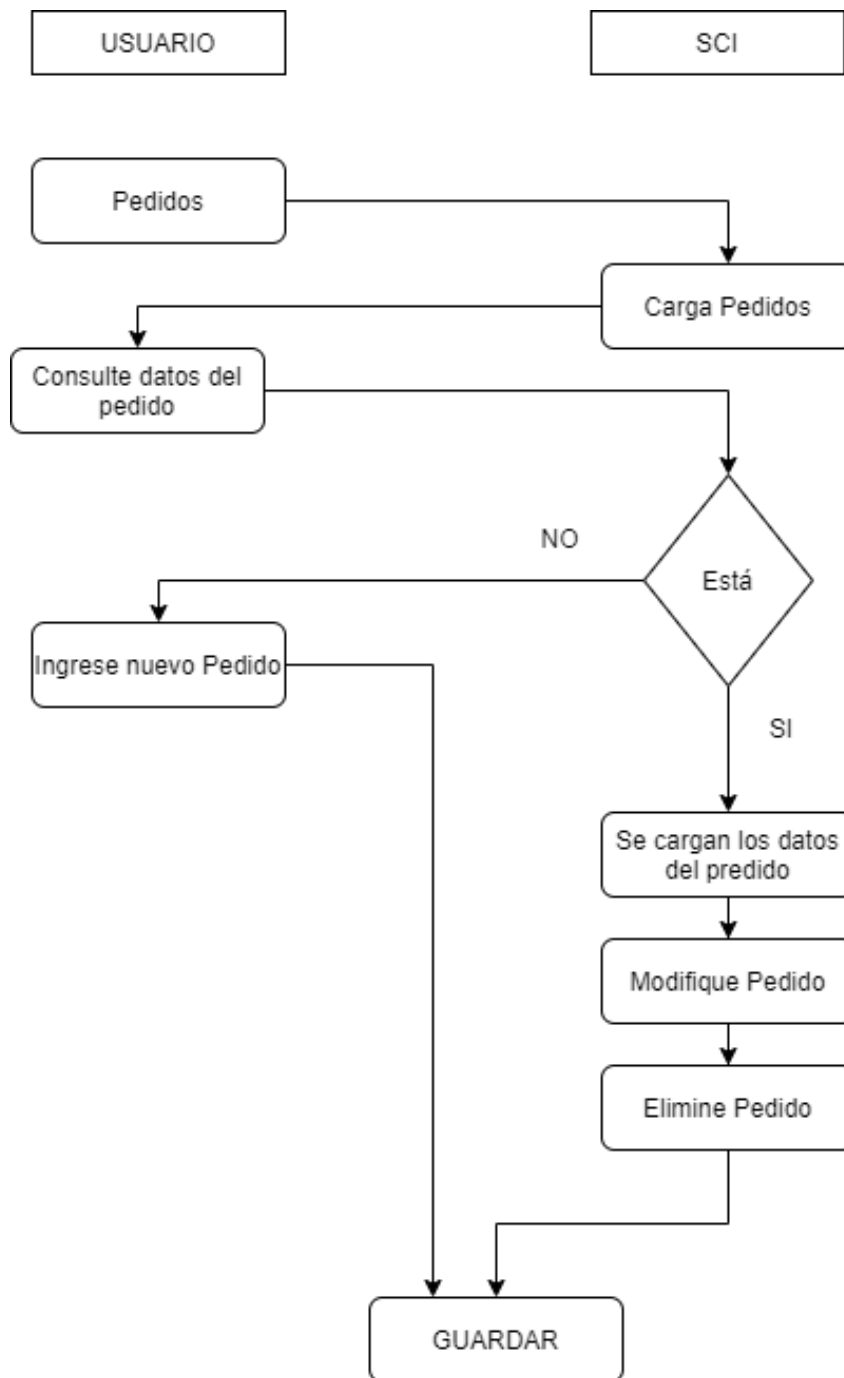 USUARIO
SCI
Pedidos
Carga Pedidos
Consulte datos del
pedido
NO
Está
Ingrese nuevo Pedido
SI
Se cargan los datos
del predido
Modifique Pedido
Elimine Pedido
GUARDAR